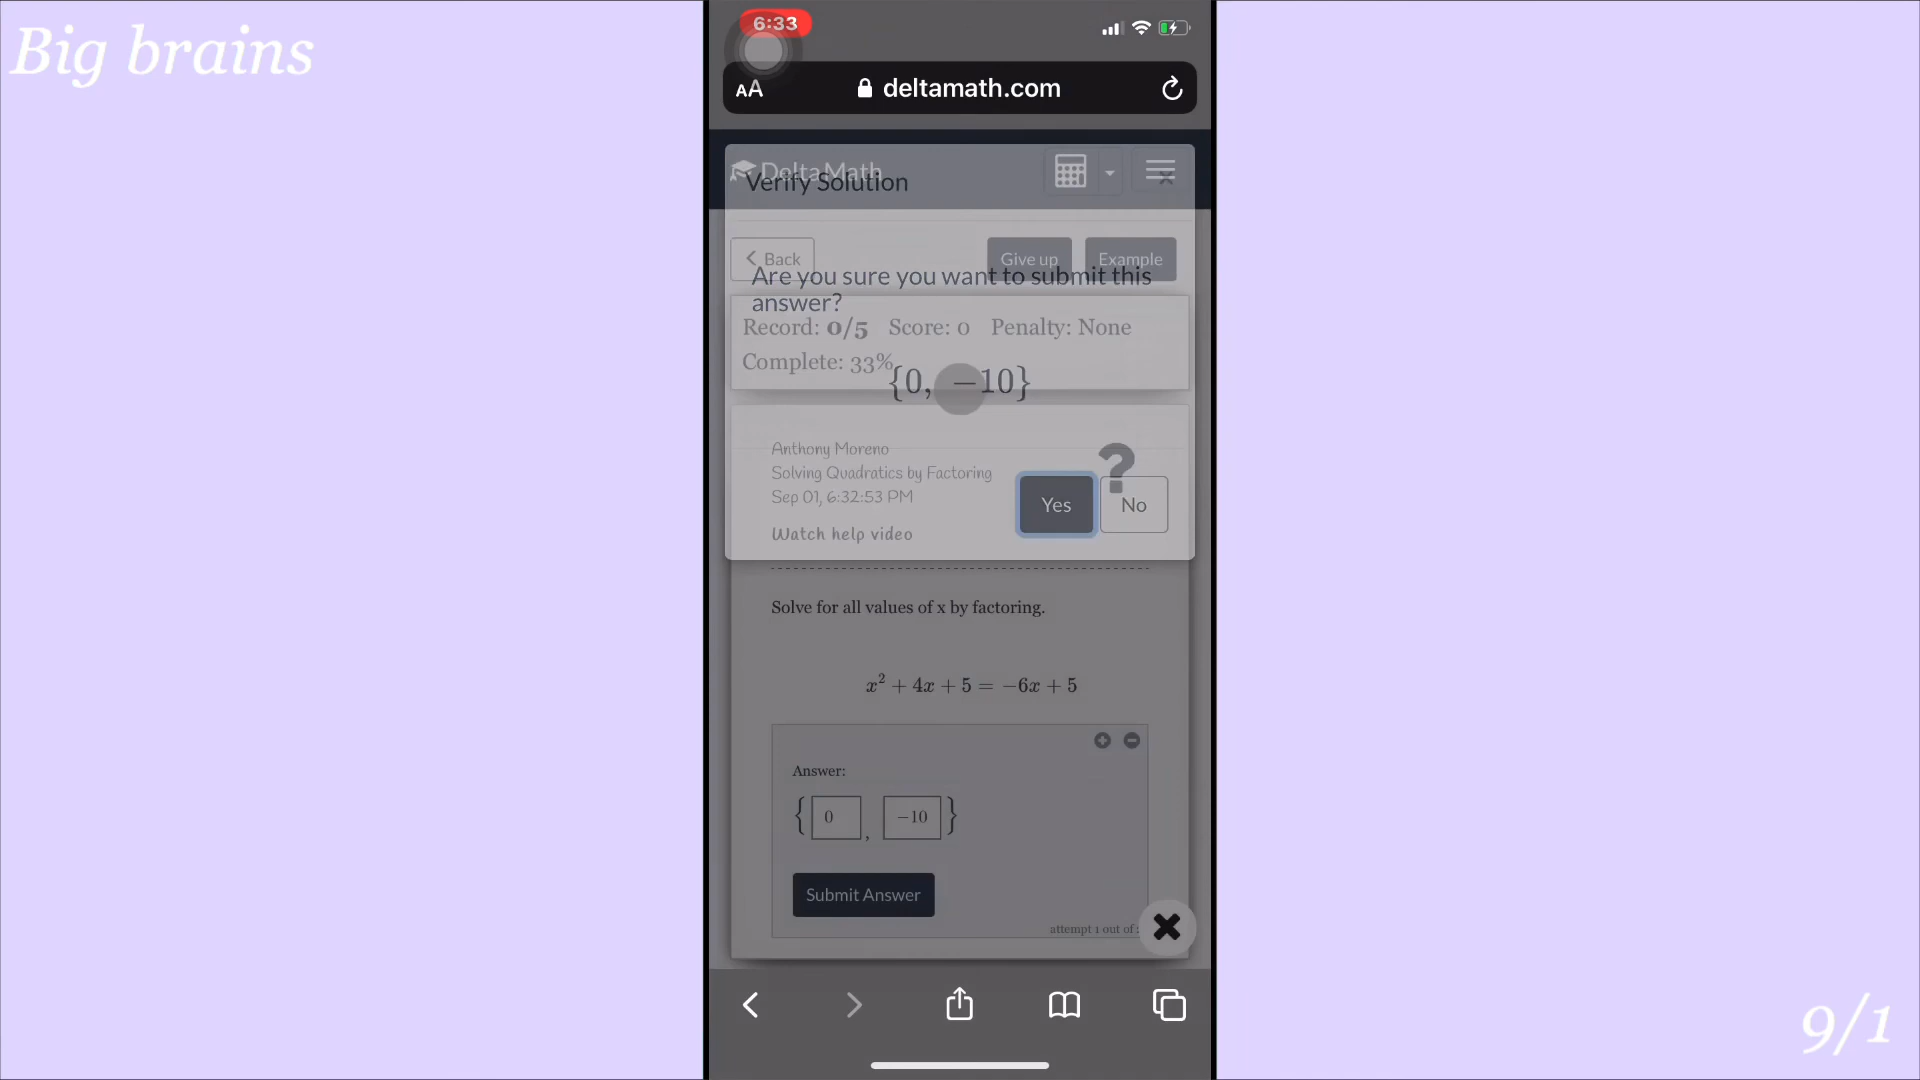 Big brains
6:33
AA deltamath.com
DeltaMath
Verify Solution
Back Give up Example
Are you sure you want to submit this
answer?
Record: 0/5 Score: 0 Penalty: None
Complete: 33%
{0, −10}
Anthony Moreno
Solving Quadratics by Factoring
Sep 01, 6:32:53 PM
?
Yes No
Watch help video
Solve for all values of x by factoring.
x² + 4x + 5 = −6x + 5
Answer:
{ 0 , −10 }
Submit Answer
attempt 1 out of
9/1